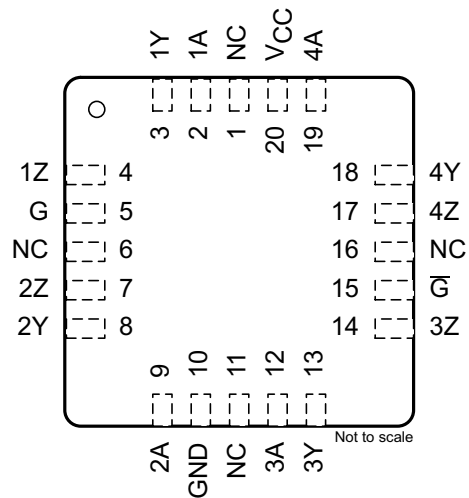 1Y 1A NC VCC 4A
3 2 1 20 19
1Z 4 18 4Y
G 5 17 4Z
NC 6 16 NC
2Z 7 15 G̅
2Y 8 14 3Z
9 10 11 12 13
2A GND NC 3A 3Y
Not to scale